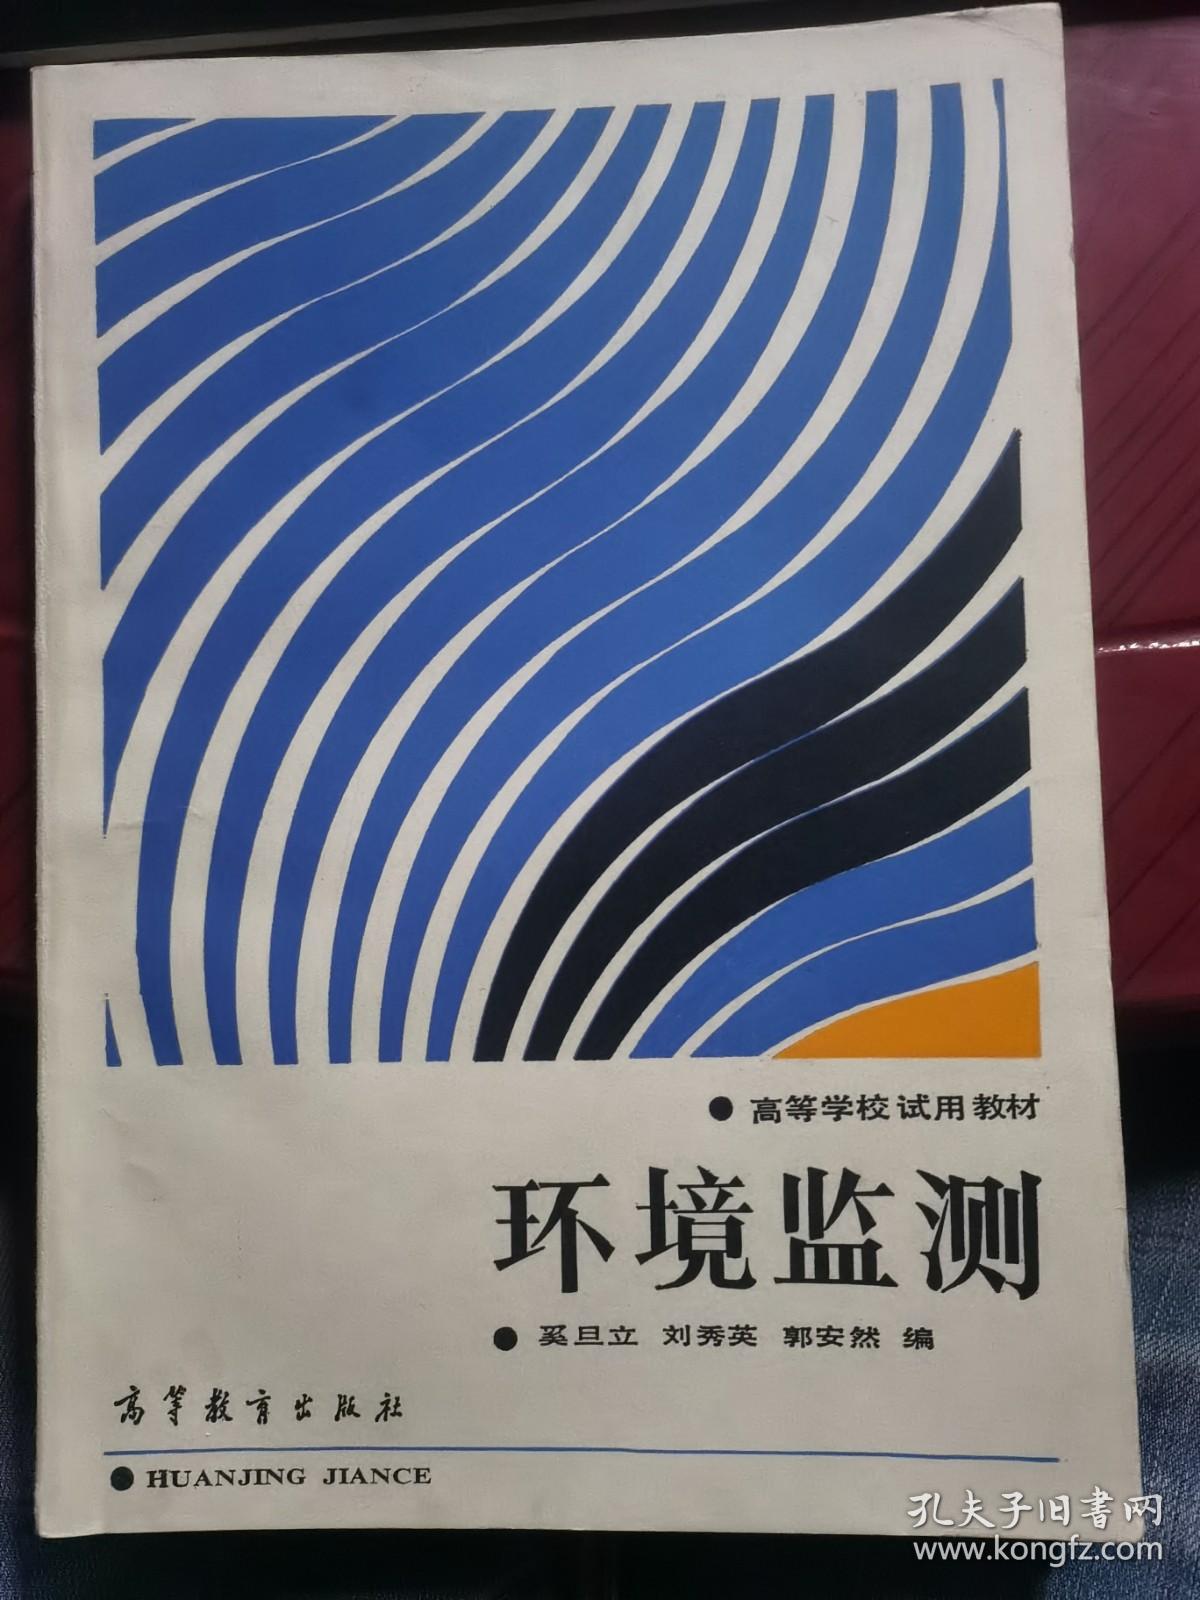 ●高等学校试用教材
环境监测
●奚旦立 刘秀英 郭安然 编
高等教育出版社
●HUANJING JIANCE
孔夫子旧书网
www.kongfz.com